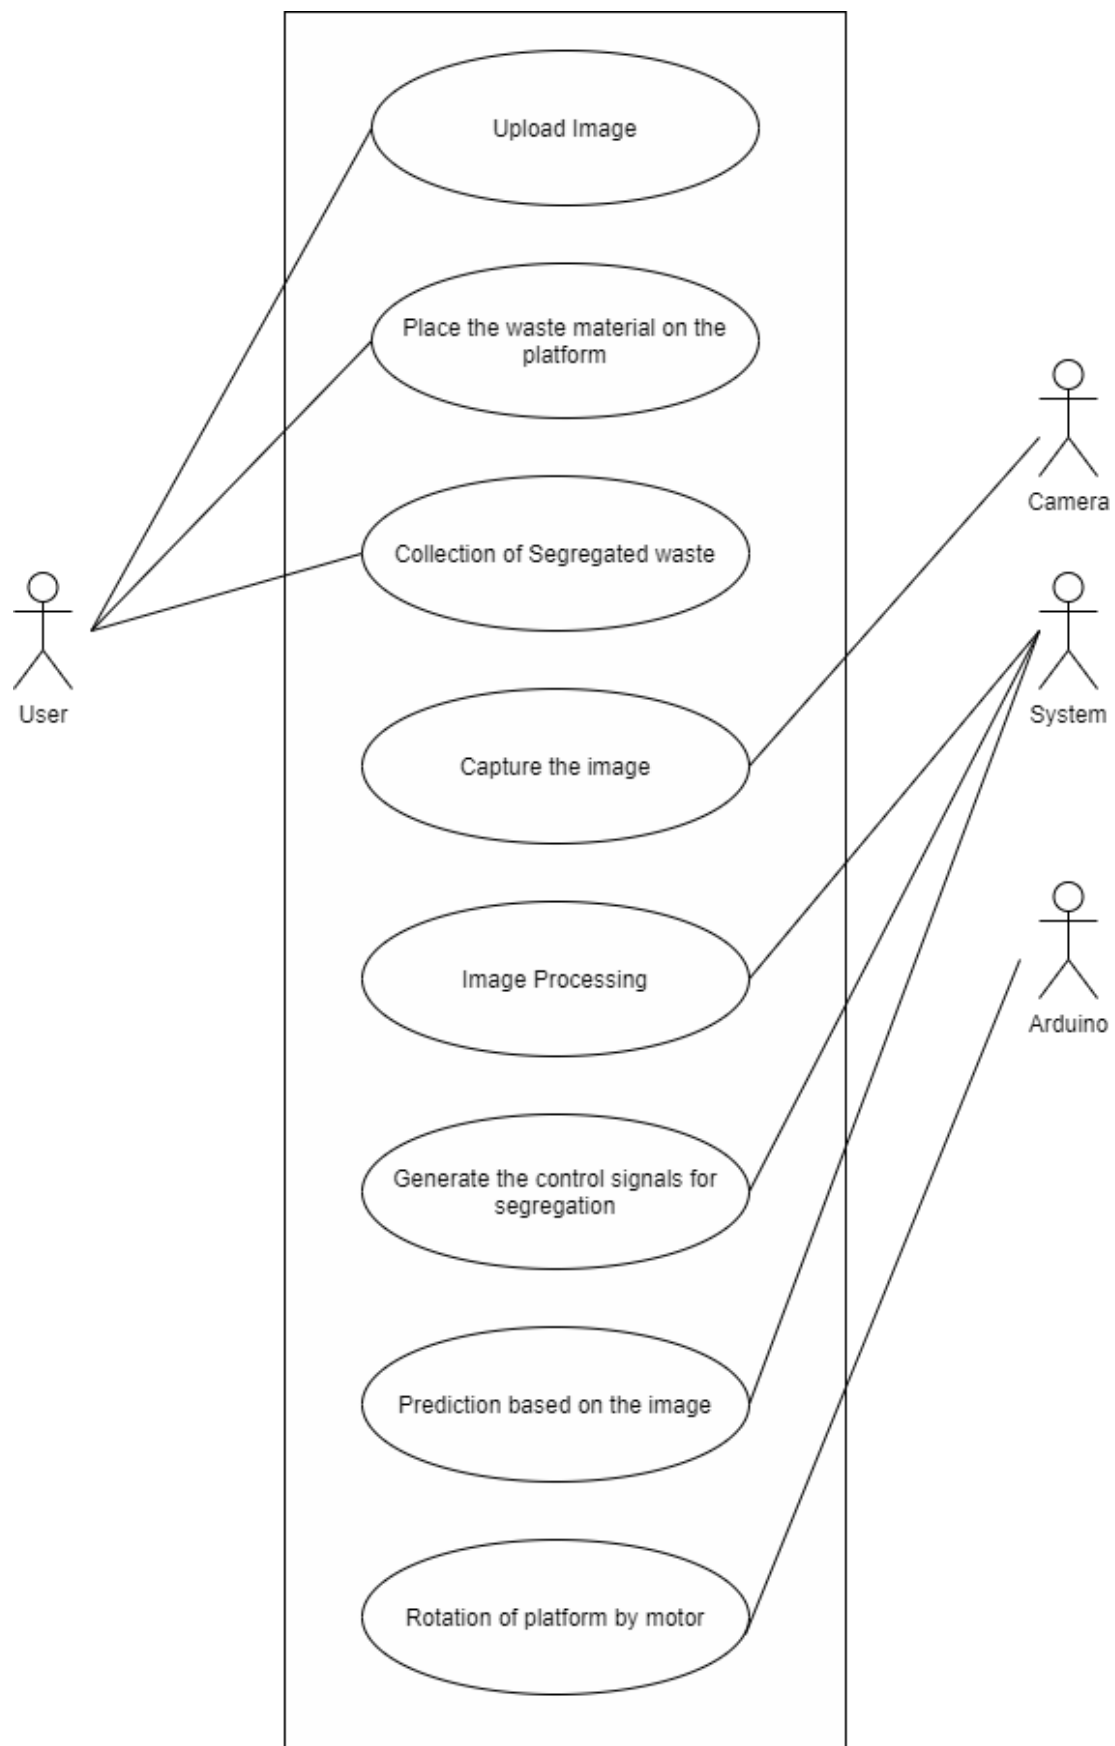 Upload Image
Place the waste material on the
platform
Camera
Collection of Segregated waste
User
System
Capture the image
Image Processing
Arduino
Generate the control signals for
segregation
Prediction based on the image
Rotation of platform by motor